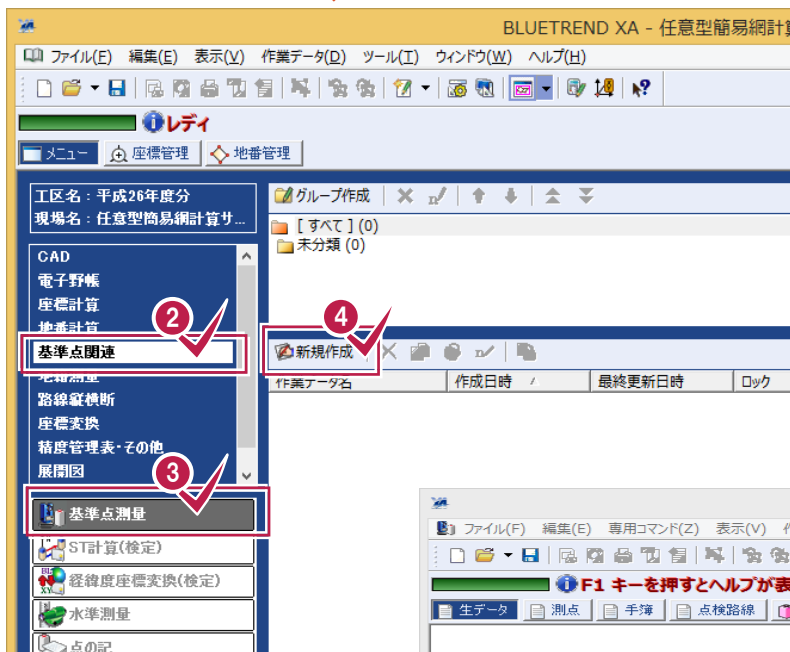 BLUETREND XA - 任意型簡易網計
ファイル(F) 編集(E) 表示(V) 作業データ(D) ツール(T) ウィンドウ(W) ヘルプ(H)
レディ
メニュー 座標管理 地番管理
工区名：平成26年度分
現場名：任意型簡易網計算サ...
グループ作成
[ すべて ] (0)
未分類 (0)
CAD
電子野帳
座標計算
地番計算
2
4
基準点関連
新規作成
地籍測量
作業データ名 作成日時 最終更新日時 ロック
路線縦横断
座標変換
精度管理表・その他
展開図
3
基準点測量
ST計算(検定)
経緯度座標変換(検定)
水準測量
点の記
ファイル(F) 編集(E) 専用コマンド(Z) 表示(V)
F1 キーを押すとヘルプが表
生データ 測点 手簿 点検路線